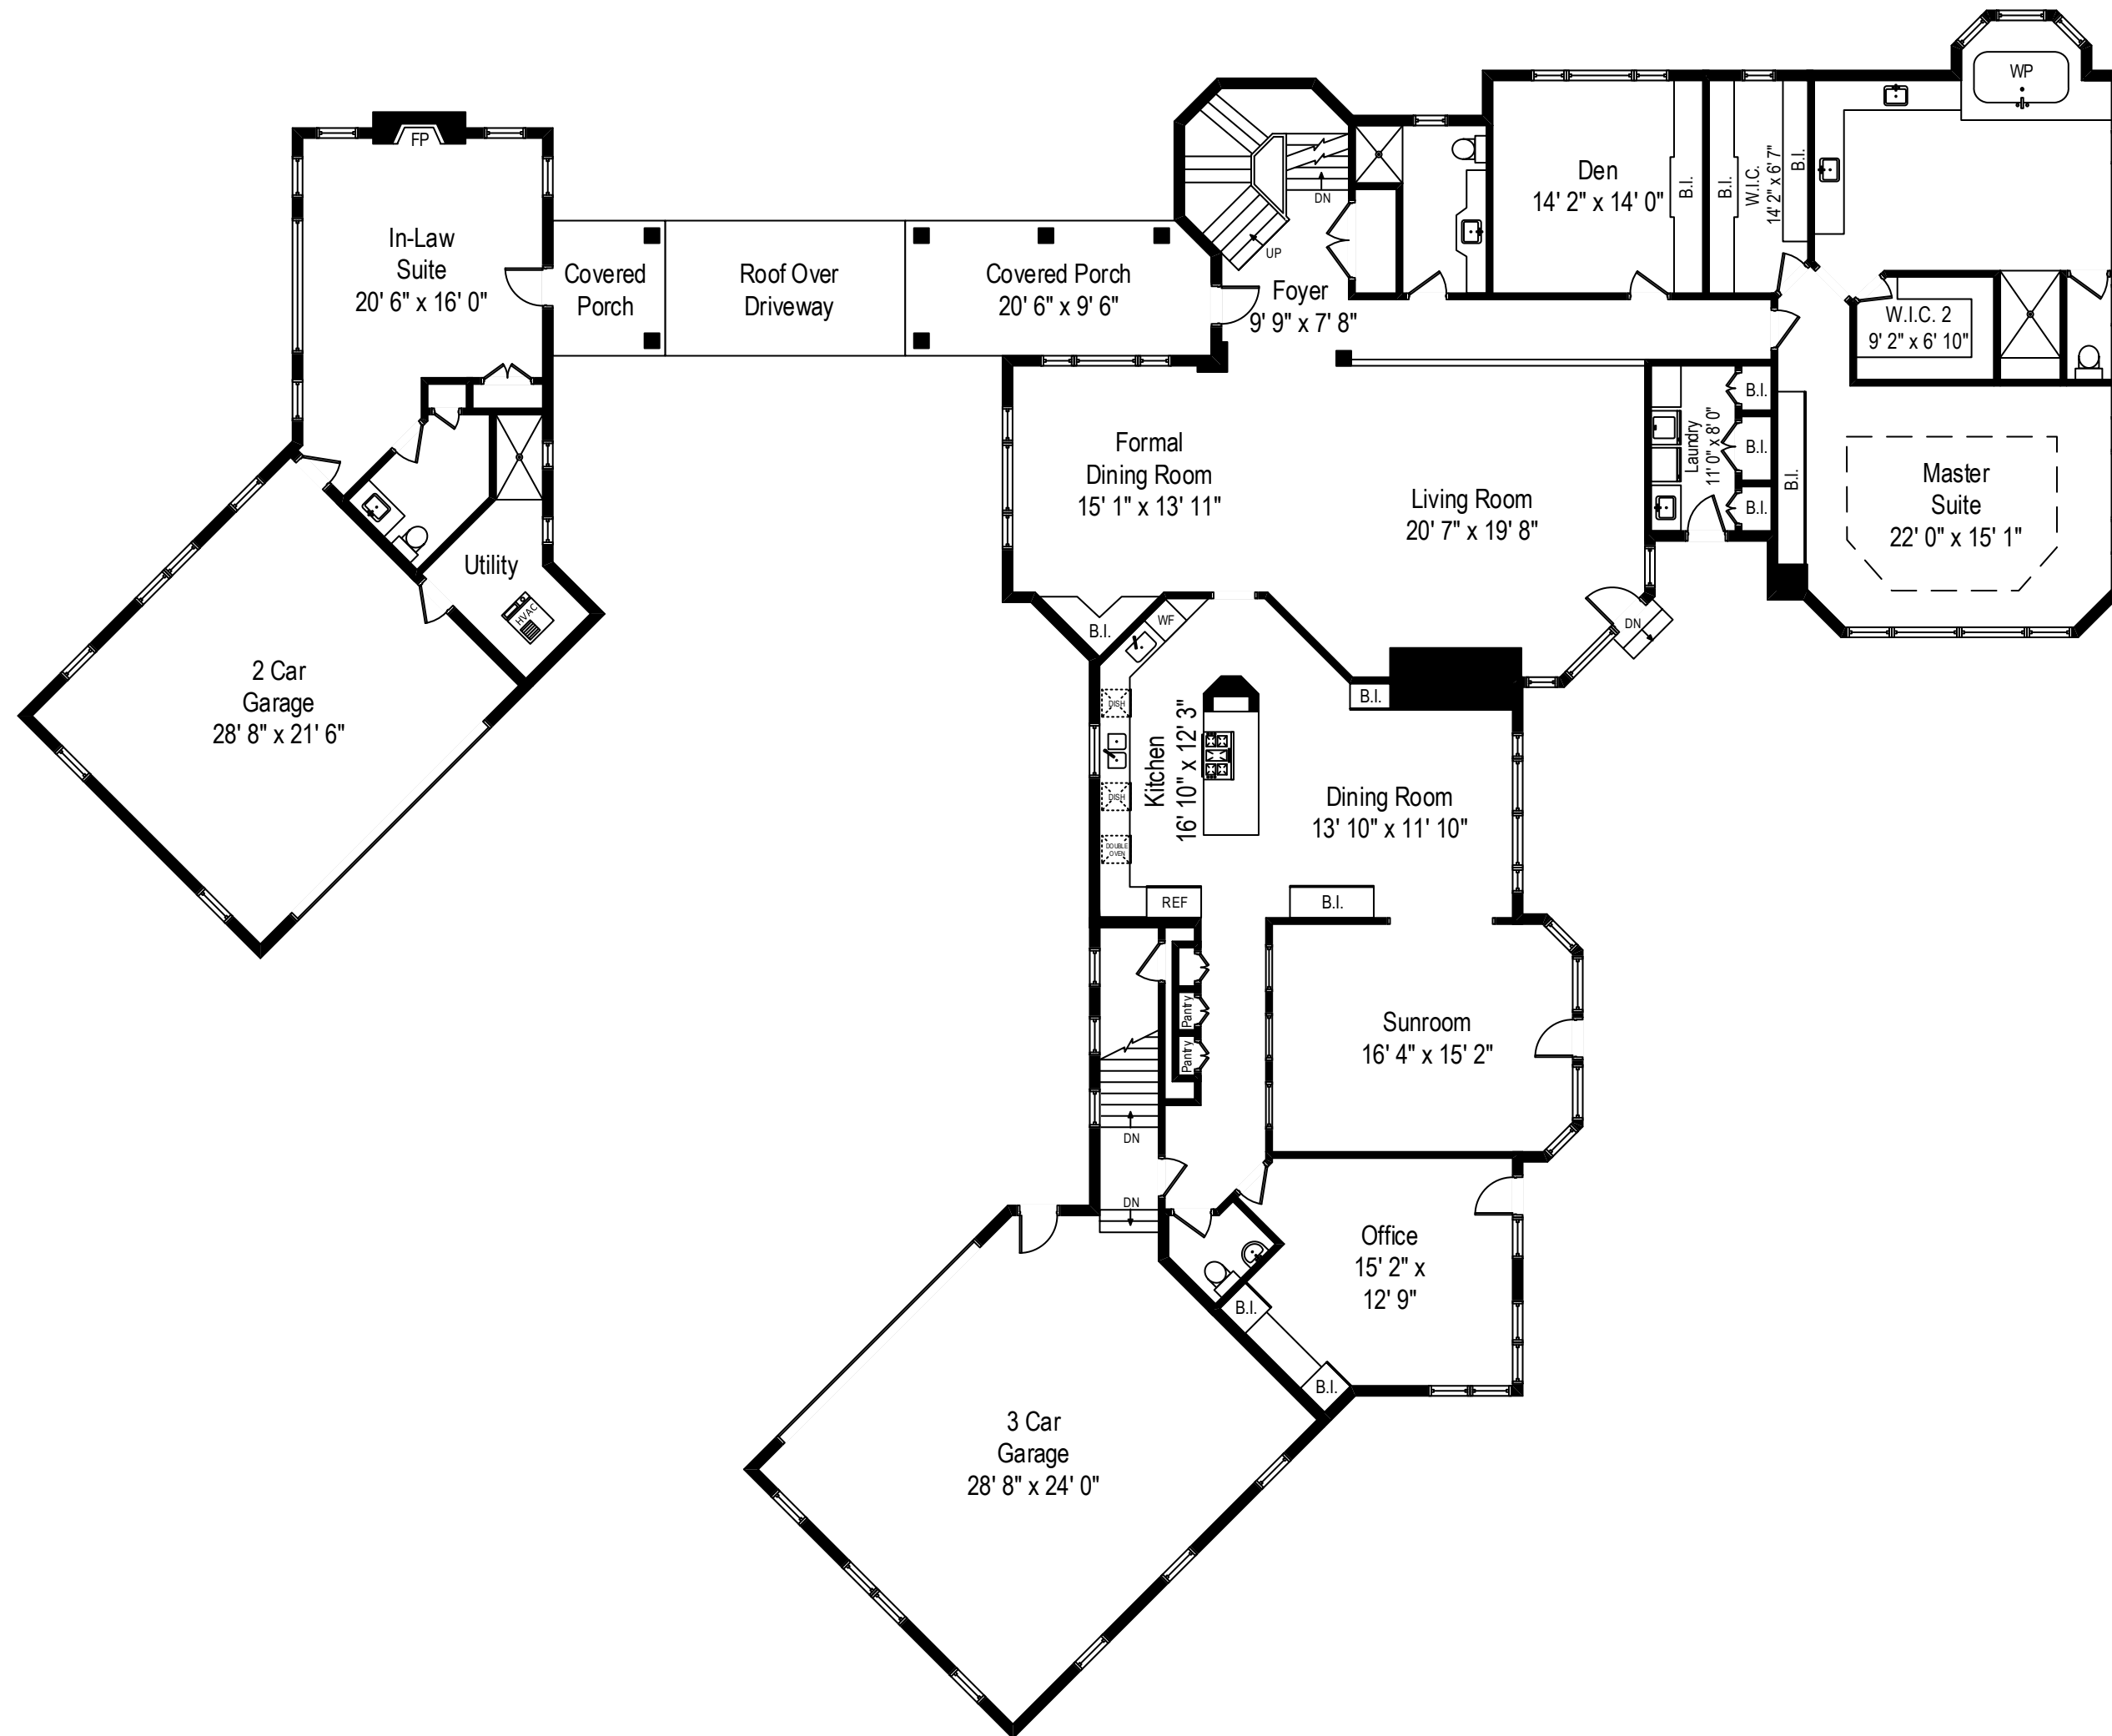 WP
FP
In-Law
Suite
20' 6" x 16' 0"
Covered
Porch
Roof Over
Driveway
Covered Porch
20' 6" x 9' 6"
DN
UP
Foyer
9' 9" x 7' 8"
Den
14' 2" x 14' 0"
B.I.
B.I.
W.I.C.
14' 2" x 6' 7"
B.I.
W.I.C. 2
9' 2" x 6' 10"
Formal
Dining Room
15' 1" x 13' 11"
Living Room
20' 7" x 19' 8"
Laundry
11' 0" x 8' 0"
B.I.
B.I.
B.I.
B.I.
Master
Suite
22' 0" x 15' 1"
Utility
HVAC
2 Car
Garage
28' 8" x 21' 6"
B.I.
WF
DN
B.I.
DISH
Kitchen
16' 10" x 12' 3"
DISH
DOUBLE
OVEN
Dining Room
13' 10" x 11' 10"
REF
B.I.
Pantry
Pantry
Sunroom
16' 4" x 15' 2"
DN
DN
Office
15' 2" x
12' 9"
B.I.
B.I.
3 Car
Garage
28' 8" x 24' 0"